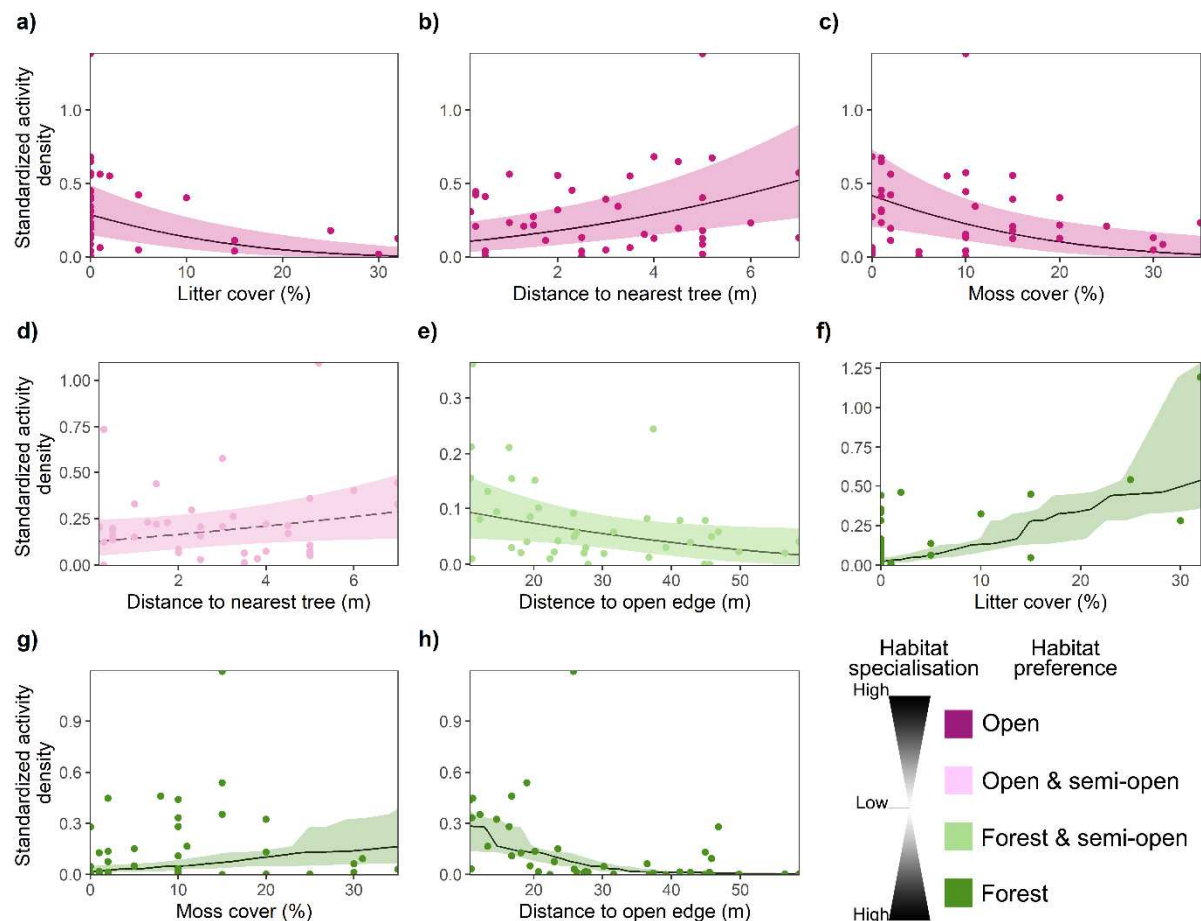 a)
b)
c)
Standardized activity
density
1.0
0.5
0.0
0
10
20
30
Litter cover (%)
1.0
0.5
0.0
2
4
6
Distance to nearest tree (m)
1.0
0.5
0.0
0
10
20
30
Moss cover (%)
d)
e)
f)
Standardized activity
density
1.00
0.75
0.50
0.25
0.00
2
4
6
Distance to nearest tree (m)
0.3
0.2
0.1
0.0
20
30
40
50
Distence to open edge (m)
1.25
1.00
0.75
0.50
0.25
0.00
0
10
20
30
Litter cover (%)
g)
h)
Standardized activity
density
0.9
0.6
0.3
0.0
0
10
20
30
Moss cover (%)
0.9
0.6
0.3
0.0
20
30
40
50
Distance to open edge (m)
Habitat
specialisation
Habitat
preference
High
Low
High
Open
Open & semi-open
Forest & semi-open
Forest